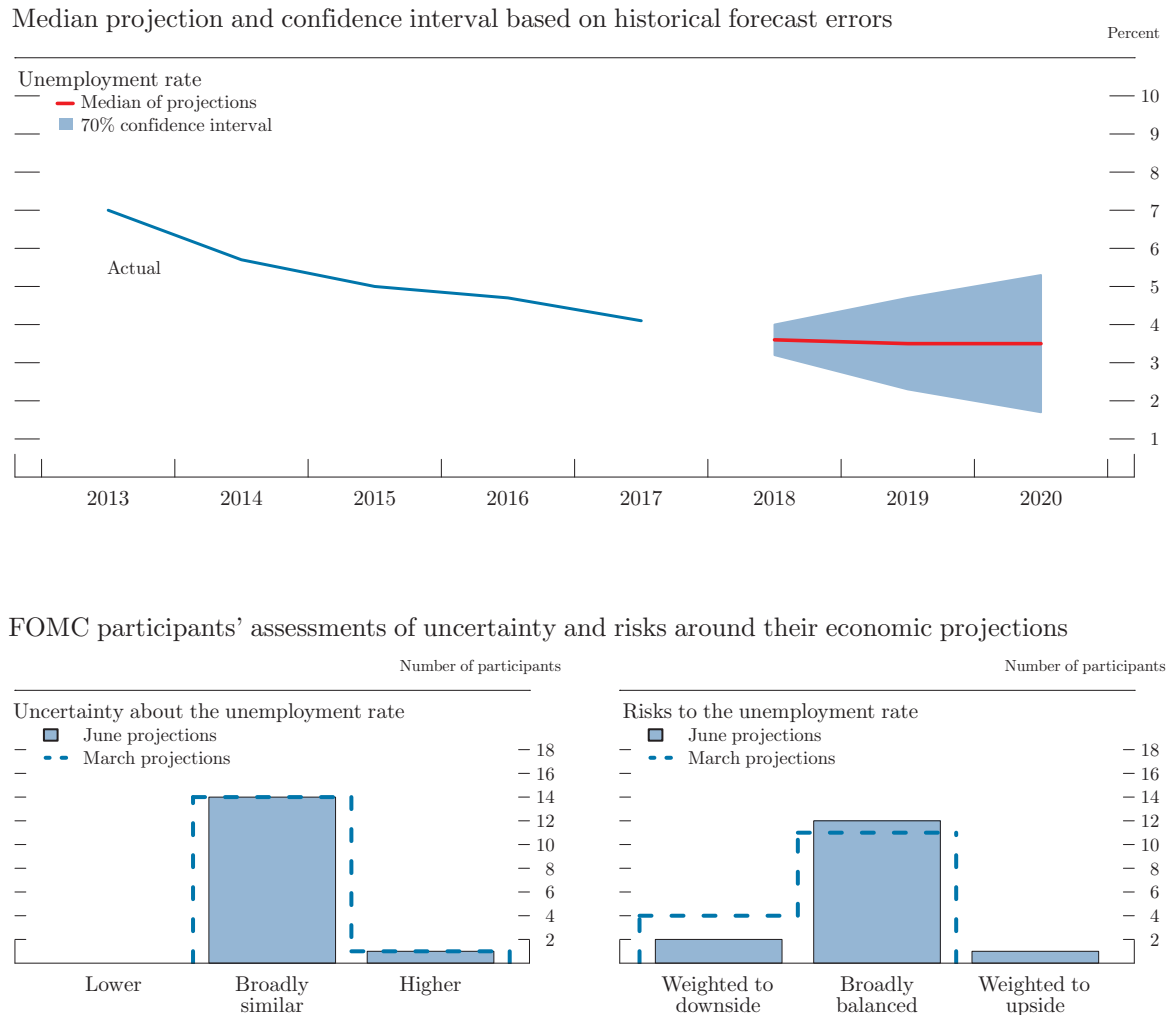 Median projection and confidence interval based on historical forecast errors
Percent
Unemployment rate
Median of projections
70% confidence interval
10
9
8
7
6
5
4
3
2
1
Actual
2013 2014 2015 2016 2017 2018 2019 2020
FOMC participants’ assessments of uncertainty and risks around their economic projections
Number of participants
Uncertainty about the unemployment rate
June projections
March projections
18
16
14
12
10
8
6
4
2
Lower Broadly similar Higher
Number of participants
Risks to the unemployment rate
June projections
March projections
18
16
14
12
10
8
6
4
2
Weighted to downside Broadly balanced Weighted to upside